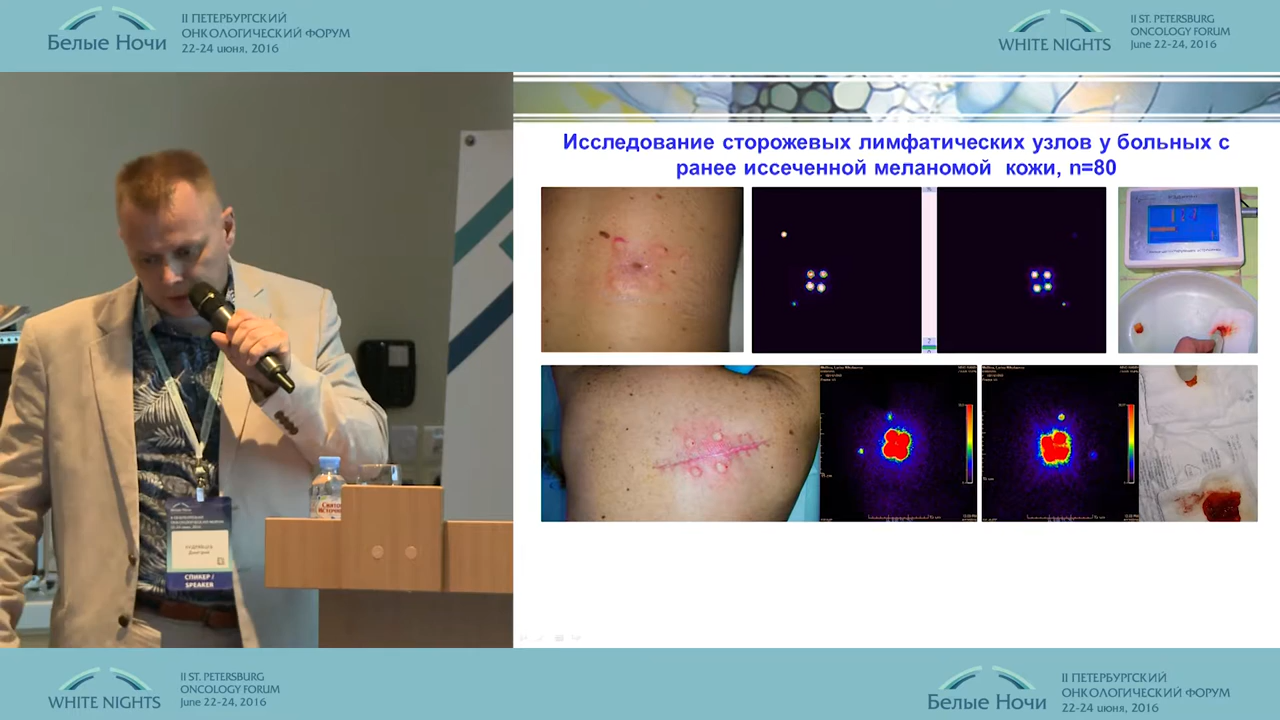 Белые Ночи
II ПЕТЕРБУРГСКИЙ
ОНКОЛОГИЧЕСКИЙ ФОРУМ
22-24 июня, 2016
WHITE NIGHTS
II ST. PETERSBURG
ONCOLOGY FORUM
June 22-24, 2016
Исследование сторожевых лимфатических узлов у больных с
ранее иссеченной меланомой кожи, n=80
Белые Ночи
СПИКЕР /
SPEAKER
WHITE NIGHTS
II ST. PETERSBURG
ONCOLOGY FORUM
June 22-24, 2016
Белые Ночи
II ПЕТЕРБУРГСКИЙ
ОНКОЛОГИЧЕСКИЙ ФОРУМ
22-24 июня, 2016